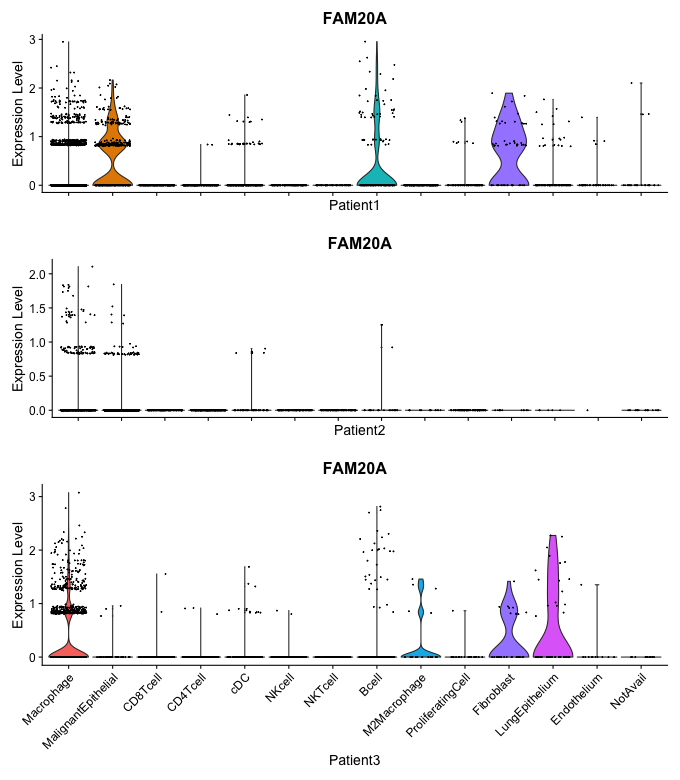 FAM20A
Expression Level
3
2
1
0
Patient1
FAM20A
Expression Level
2.0
1.5
1.0
0.5
0.0
Patient2
FAM20A
Expression Level
3
2
1
0
Macrophage
MalignantEpithelial
CD8Tcell
CD4Tcell
cDC
NKcell
NKTcell
Bcell
M2Macrophage
ProliferatingCell
Fibroblast
LungEpithelium
Endothelium
NotAvail
Patient3